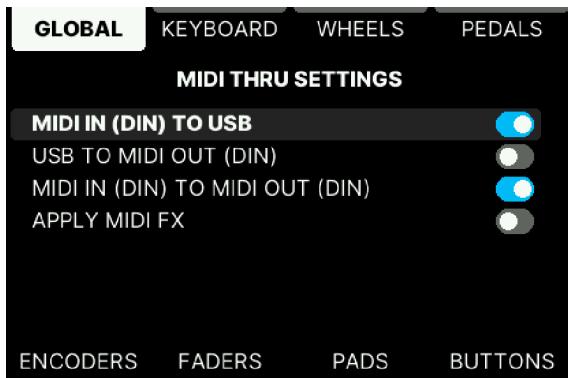 GLOBAL KEYBOARD WHEELS PEDALS
MIDI THRU SETTINGS
MIDI IN (DIN) TO USB
USB TO MIDI OUT (DIN)
MIDI IN (DIN) TO MIDI OUT (DIN)
APPLY MIDI FX
ENCODERS FADERS PADS BUTTONS